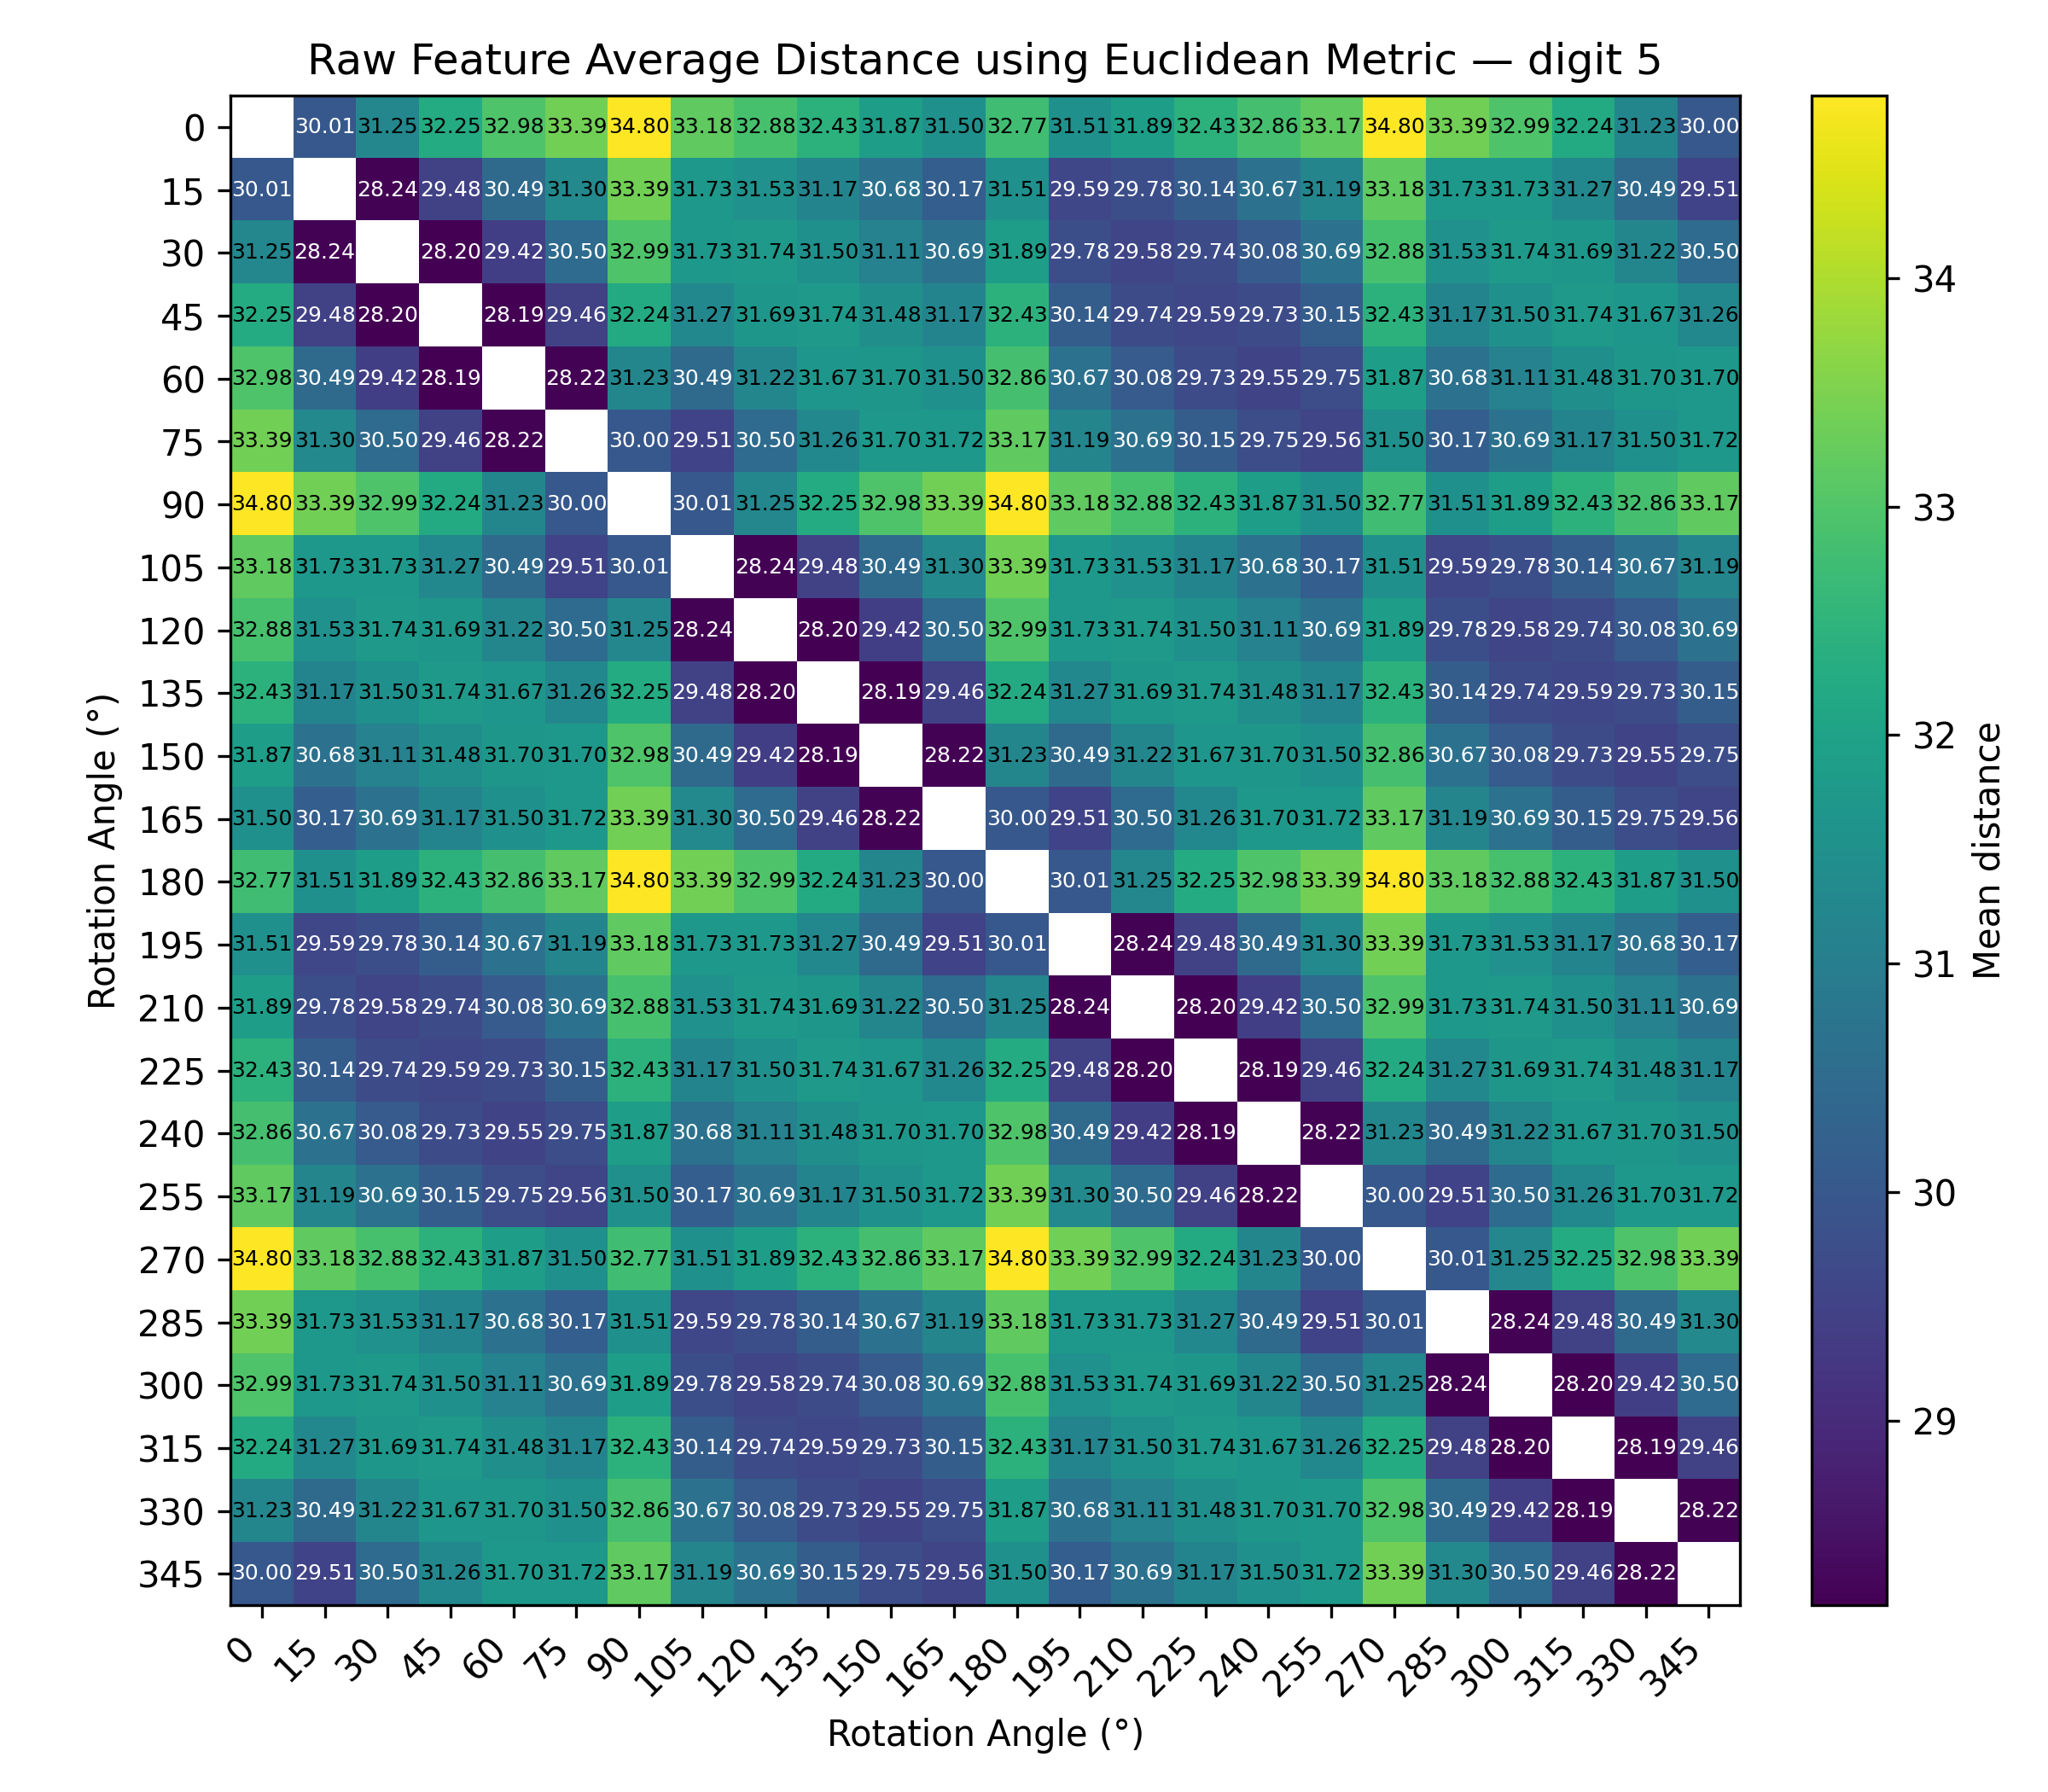 Raw Feature Average Distance using Euclidean Metric — digit 5
0 30.01 31.25 32.25 32.98 33.39 34.80 33.18 32.88 32.43 31.87 31.50 32.77 31.51 31.89 32.43 32.86 33.17 34.80 33.39 32.99 32.24 31.23 30.00
15 30.01 28.24 29.48 30.49 31.30 33.39 31.73 31.53 31.17 30.68 30.17 31.51 29.59 29.78 30.14 30.67 31.19 33.18 31.73 31.73 31.27 30.49 29.51
30 31.25 28.24 28.20 29.42 30.50 32.99 31.73 31.74 31.50 31.11 30.69 31.89 29.78 29.58 29.74 30.08 30.69 32.88 31.53 31.74 31.69 31.22 30.50
45 32.25 29.48 28.20 28.19 29.46 32.24 31.27 31.69 31.74 31.48 31.17 32.43 30.14 29.74 29.59 29.73 30.15 32.43 31.17 31.50 31.74 31.67 31.26
60 32.98 30.49 29.42 28.19 28.22 31.23 30.49 31.22 31.67 31.70 31.50 32.86 30.67 30.08 29.73 29.55 29.75 31.87 30.68 31.11 31.48 31.70 31.70
75 33.39 31.30 30.50 29.46 28.22 30.00 29.51 30.50 31.26 31.70 31.72 33.17 31.19 30.69 30.15 29.75 29.56 31.50 30.17 30.69 31.17 31.50 31.72
90 34.80 33.39 32.99 32.24 31.23 30.00 30.01 31.25 32.25 32.98 33.39 34.80 33.18 32.88 32.43 31.87 31.50 32.77 31.51 31.89 32.43 32.86 33.17
105 33.18 31.73 31.73 31.27 30.49 29.51 30.01 28.24 29.48 30.49 31.30 33.39 31.73 31.53 31.17 30.68 30.17 31.51 29.59 29.78 30.14 30.67 31.19
120 32.88 31.53 31.74 31.69 31.22 30.50 31.25 28.24 28.20 29.42 30.50 32.99 31.73 31.74 31.50 31.11 30.69 31.89 29.78 29.58 29.74 30.08 30.69
135 32.43 31.17 31.50 31.74 31.67 31.26 32.25 29.48 28.20 28.19 29.46 32.24 31.27 31.69 31.74 31.48 31.17 32.43 30.14 29.74 29.59 29.73 30.15
150 31.87 30.68 31.11 31.48 31.70 31.70 32.98 30.49 29.42 28.19 28.22 31.23 30.49 31.22 31.67 31.70 31.50 32.86 30.67 30.08 29.73 29.55 29.75
165 31.50 30.17 30.69 31.17 31.50 31.72 33.39 31.30 30.50 29.46 28.22 30.00 29.51 30.50 31.26 31.70 31.72 33.17 31.19 30.69 30.15 29.75 29.56
180 32.77 31.51 31.89 32.43 32.86 33.17 34.80 33.39 32.99 32.24 31.23 30.00 30.01 31.25 32.25 32.98 33.39 34.80 33.18 32.88 32.43 31.87 31.50
195 31.51 29.59 29.78 30.14 30.67 31.19 33.18 31.73 31.73 31.27 30.49 29.51 30.01 28.24 29.48 30.49 31.30 33.39 31.73 31.53 31.17 30.68 30.17
210 31.89 29.78 29.58 29.74 30.08 30.69 32.88 31.53 31.74 31.69 31.22 30.50 31.25 28.24 28.20 29.42 30.50 32.99 31.73 31.74 31.50 31.11 30.69
225 32.43 30.14 29.74 29.59 29.73 30.15 32.43 31.17 31.50 31.74 31.67 31.26 32.25 29.48 28.20 28.19 29.46 32.24 31.27 31.69 31.74 31.48 31.17
240 32.86 30.67 30.08 29.73 29.55 29.75 31.87 30.68 31.11 31.48 31.70 31.70 32.98 30.49 29.42 28.19 28.22 31.23 30.49 31.22 31.67 31.70 31.50
255 33.17 31.19 30.69 30.15 29.75 29.56 31.50 30.17 30.69 31.17 31.50 31.72 33.39 31.30 30.50 29.46 28.22 30.00 29.51 30.50 31.26 31.70 31.72
270 34.80 33.18 32.88 32.43 31.87 31.50 32.77 31.51 31.89 32.43 32.86 33.17 34.80 33.39 32.99 32.24 31.23 30.00 30.01 31.25 32.25 32.98 33.39
285 33.39 31.73 31.53 31.17 30.68 30.17 31.51 29.59 29.78 30.14 30.67 31.19 33.18 31.73 31.73 31.27 30.49 29.51 30.01 28.24 29.48 30.49 31.30
300 32.99 31.73 31.74 31.50 31.11 30.69 31.89 29.78 29.58 29.74 30.08 30.69 32.88 31.53 31.74 31.69 31.22 30.50 31.25 28.24 28.20 29.42 30.50
315 32.24 31.27 31.69 31.74 31.48 31.17 32.43 30.14 29.74 29.59 29.73 30.15 32.43 31.17 31.50 31.74 31.67 31.26 32.25 29.48 28.20 28.19 29.46
330 31.23 30.49 31.22 31.67 31.70 31.50 32.86 30.67 30.08 29.73 29.55 29.75 31.87 30.68 31.11 31.48 31.70 31.70 32.98 30.49 29.42 28.19 28.22
345 30.00 29.51 30.50 31.26 31.70 31.72 33.17 31.19 30.69 30.15 29.75 29.56 31.50 30.17 30.69 31.17 31.50 31.72 33.39 31.30 30.50 29.46 28.22
0 15 30 45 60 75 90 105 120 135 150 165 180 195 210 225 240 255 270 285 300 315 330 345
Rotation Angle (°)
Rotation Angle (°)
34
33
32
31
30
29
Mean distance